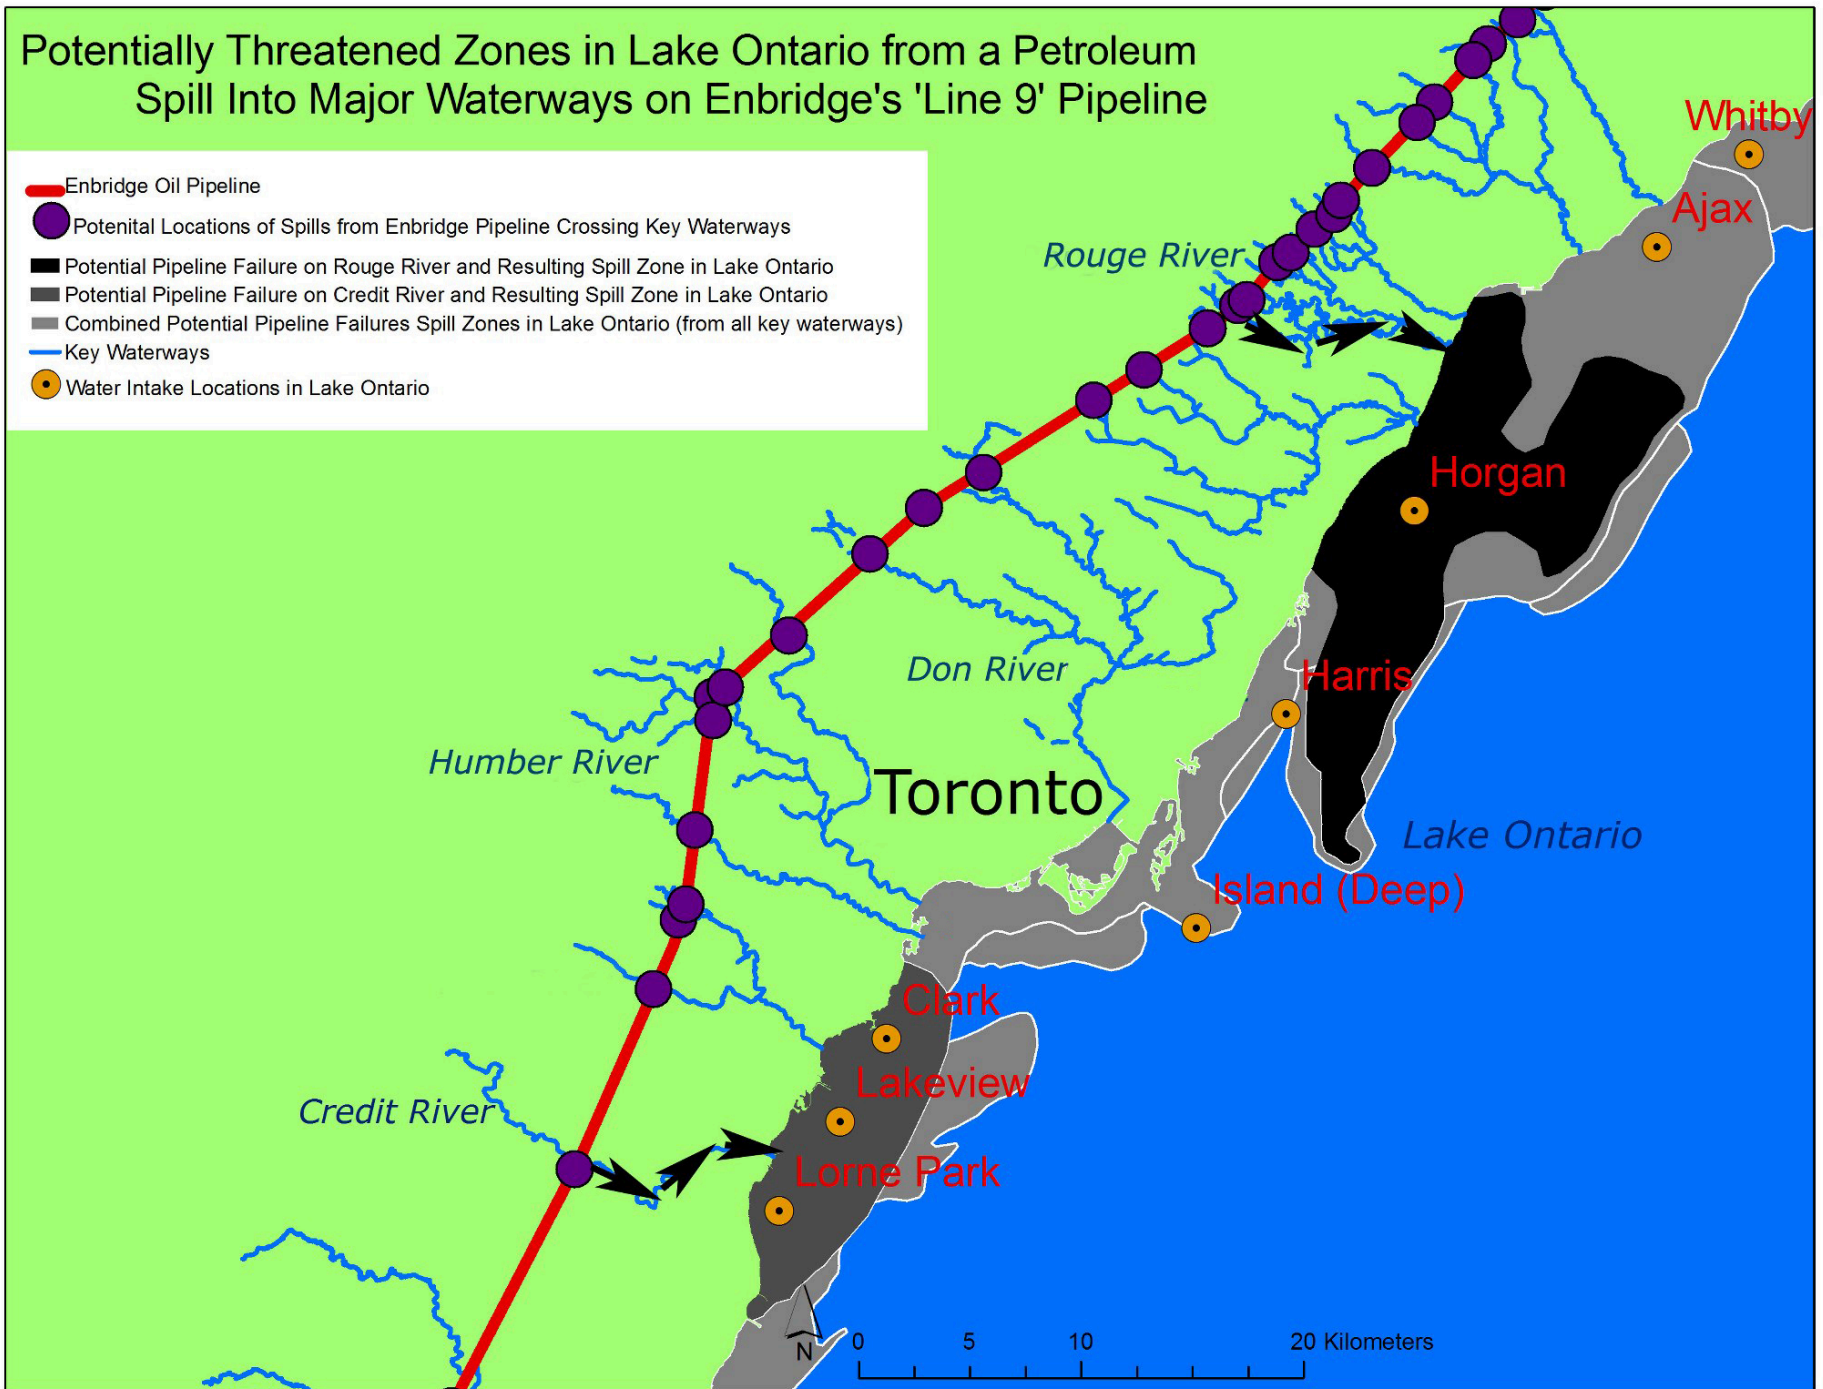 Potentially Threatened Zones in Lake Ontario from a Petroleum
Spill Into Major Waterways on Enbridge's 'Line 9' Pipeline
Enbridge Oil Pipeline
Potenital Locations of Spills from Enbridge Pipeline Crossing Key Waterways
Potential Pipeline Failure on Rouge River and Resulting Spill Zone in Lake Ontario
Potential Pipeline Failure on Credit River and Resulting Spill Zone in Lake Ontario
Combined Potential Pipeline Failures Spill Zones in Lake Ontario (from all key waterways)
Key Waterways
Water Intake Locations in Lake Ontario
Whitby
Ajax
Rouge River
Horgan
Don River
Harris
Humber River
Toronto
Lake Ontario
Island (Deep)
Clark
Lakeview
Credit River
Lorne Park
N
0 5 10 20 Kilometers